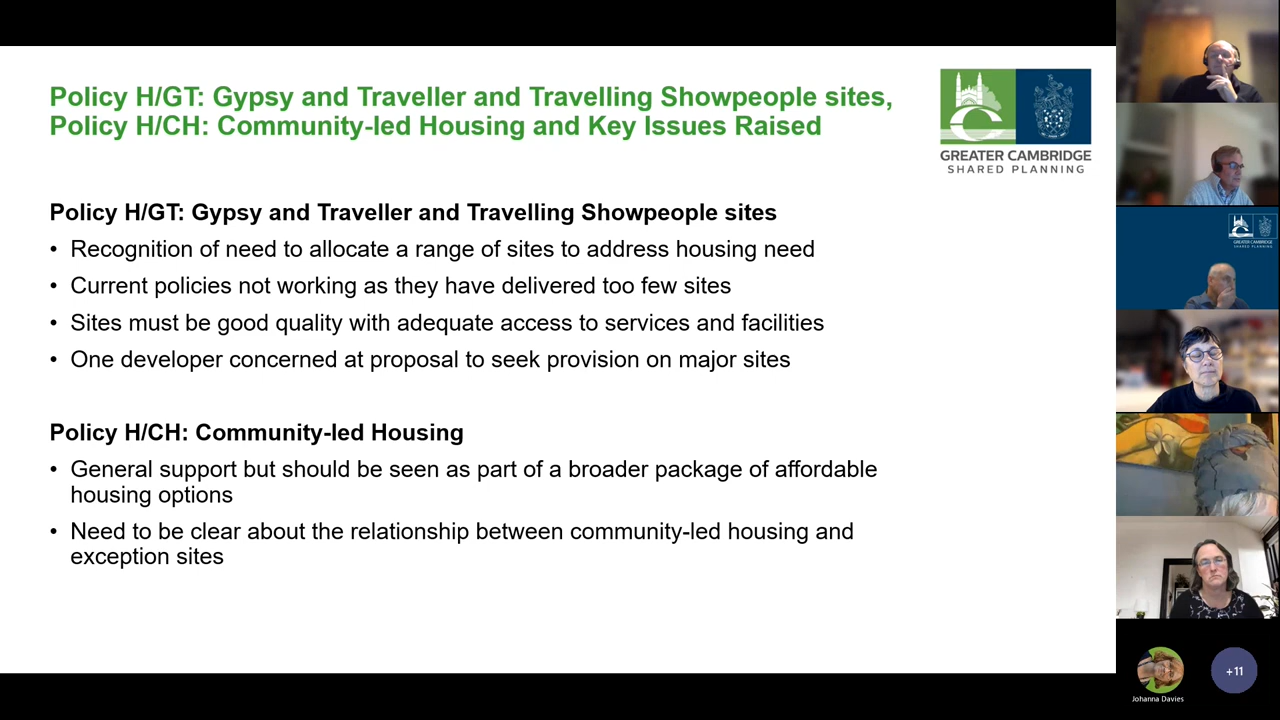 Policy H/GT: Gypsy and Traveller and Travelling Showpeople sites,
Policy H/CH: Community-led Housing and Key Issues Raised
GREATER CAMBRIDGE
SHARED PLANNING
Policy H/GT: Gypsy and Traveller and Travelling Showpeople sites
• Recognition of need to allocate a range of sites to address housing need
• Current policies not working as they have delivered too few sites
• Sites must be good quality with adequate access to services and facilities
• One developer concerned at proposal to seek provision on major sites
Policy H/CH: Community-led Housing
• General support but should be seen as part of a broader package of affordable
housing options
• Need to be clear about the relationship between community-led housing and
exception sites
GREATER CAMBRIDGE
SHARED PLANNING
Johanna Davies
+11